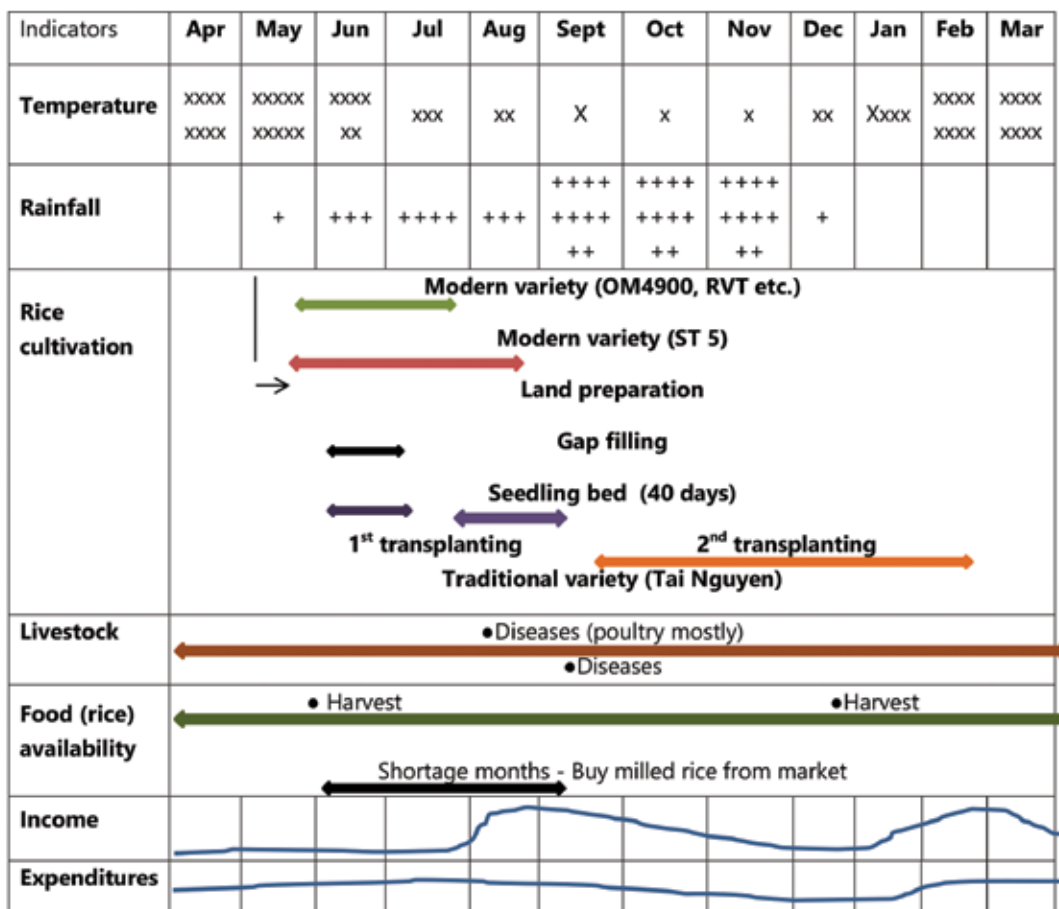 Indicators Apr May Jun Jul Aug Sept Oct Nov Dec Jan Feb Mar
Temperature
xxxx xxxxx xxxx xxxx xxxx
xxx xx X x x xx Xxxx
xxxx xxxxx xx xxxx xxxx
Rainfall
++++ ++++ ++++
+ +++ ++++ +++ ++++ ++++ ++++ +
++ ++ ++
Rice
cultivation
Modern variety (OM4900, RVT etc.)
Modern variety (ST 5)
Land preparation
Gap filling
Seedling bed (40 days)
1st transplanting 2nd transplanting
Traditional variety (Tai Nguyen)
Livestock
•Diseases (poultry mostly)
•Diseases
Food (rice)
availability
• Harvest •Harvest
Shortage months - Buy milled rice from market
Income
Expenditures